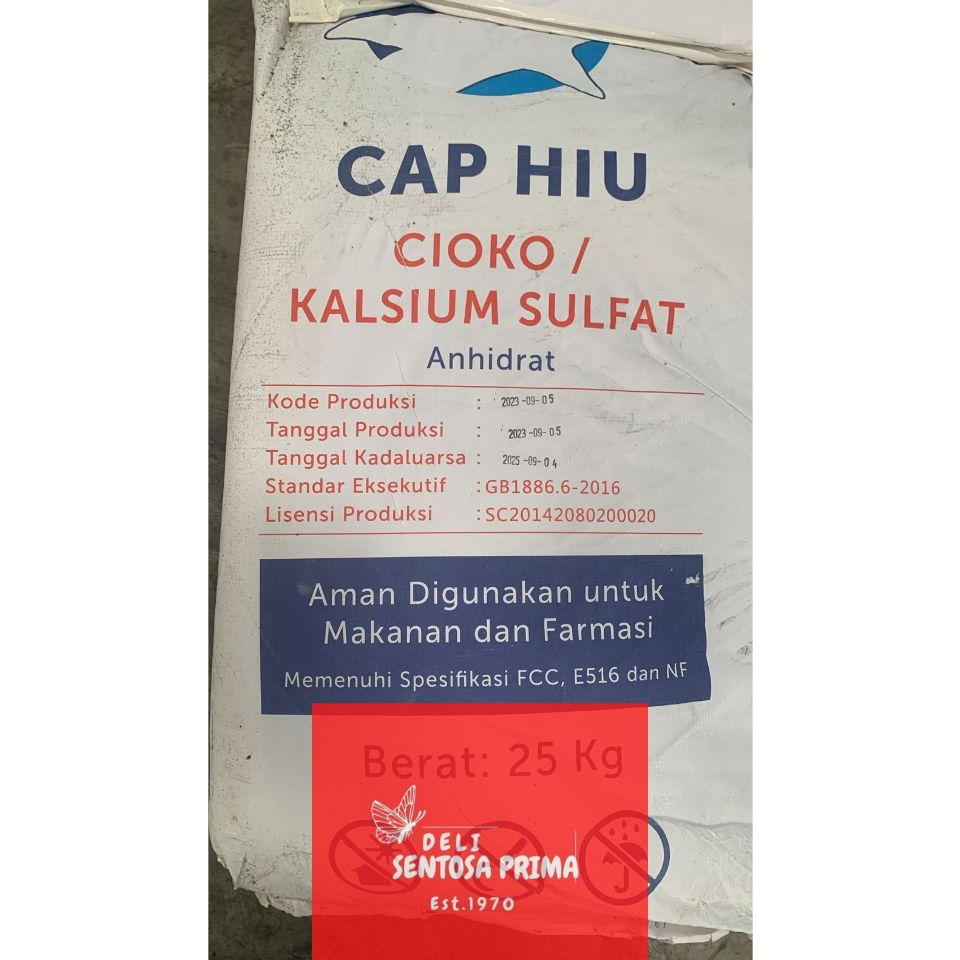 CAP HIU
CIOKO /
KALSIUM SULFAT
Anhidrat
Kode Produksi : 2023-09-05
Tanggal Produksi : 2023-09-05
Tanggal Kadaluarsa : 2025-09-04
Standar Eksekutif : GB1886.6-2016
Lisensi Produksi : SC20142080200020
Aman Digunakan untuk
Makanan dan Farmasi
Memenuhi Spesifikasi FCC, E516 dan NF
Berat: 25 Kg
DELI
SENTOSA PRIMA
Est.1970